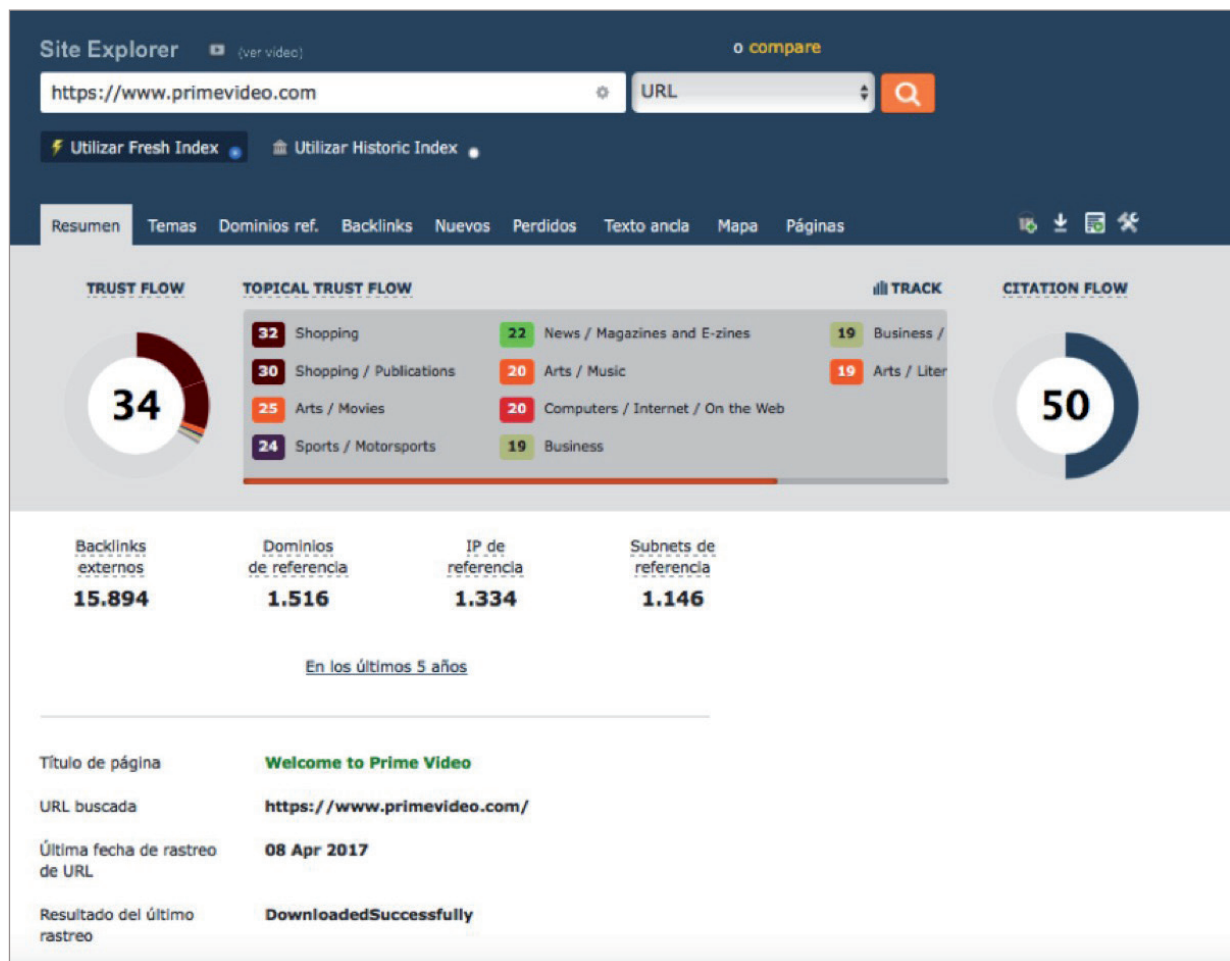 Site Explorer (ver video)
o compare
https://www.primevideo.com URL
Utilizar Fresh Index Utilizar Historic Index
Resumen Temas Dominios ref. Backlinks Nuevos Perdidos Texto ancla Mapa Páginas
TRUST FLOW TOPICAL TRUST FLOW TRACK CITATION FLOW
32 Shopping 22 News / Magazines and E-zines 19 Business /
30 Shopping / Publications 20 Arts / Music 19 Arts / Liter
34
25 Arts / Movies 20 Computers / Internet / On the Web
50
24 Sports / Motorsports 19 Business
Backlinks externos
Dominios de referencia
IP de referencia
Subnets de referencia
15.894 1.516 1.334 1.146
En los últimos 5 años
Título de página Welcome to Prime Video
URL buscada https://www.primevideo.com/
Última fecha de rastreo 08 Apr 2017
de URL
Resultado del último DownloadedSuccessfully
rastreo